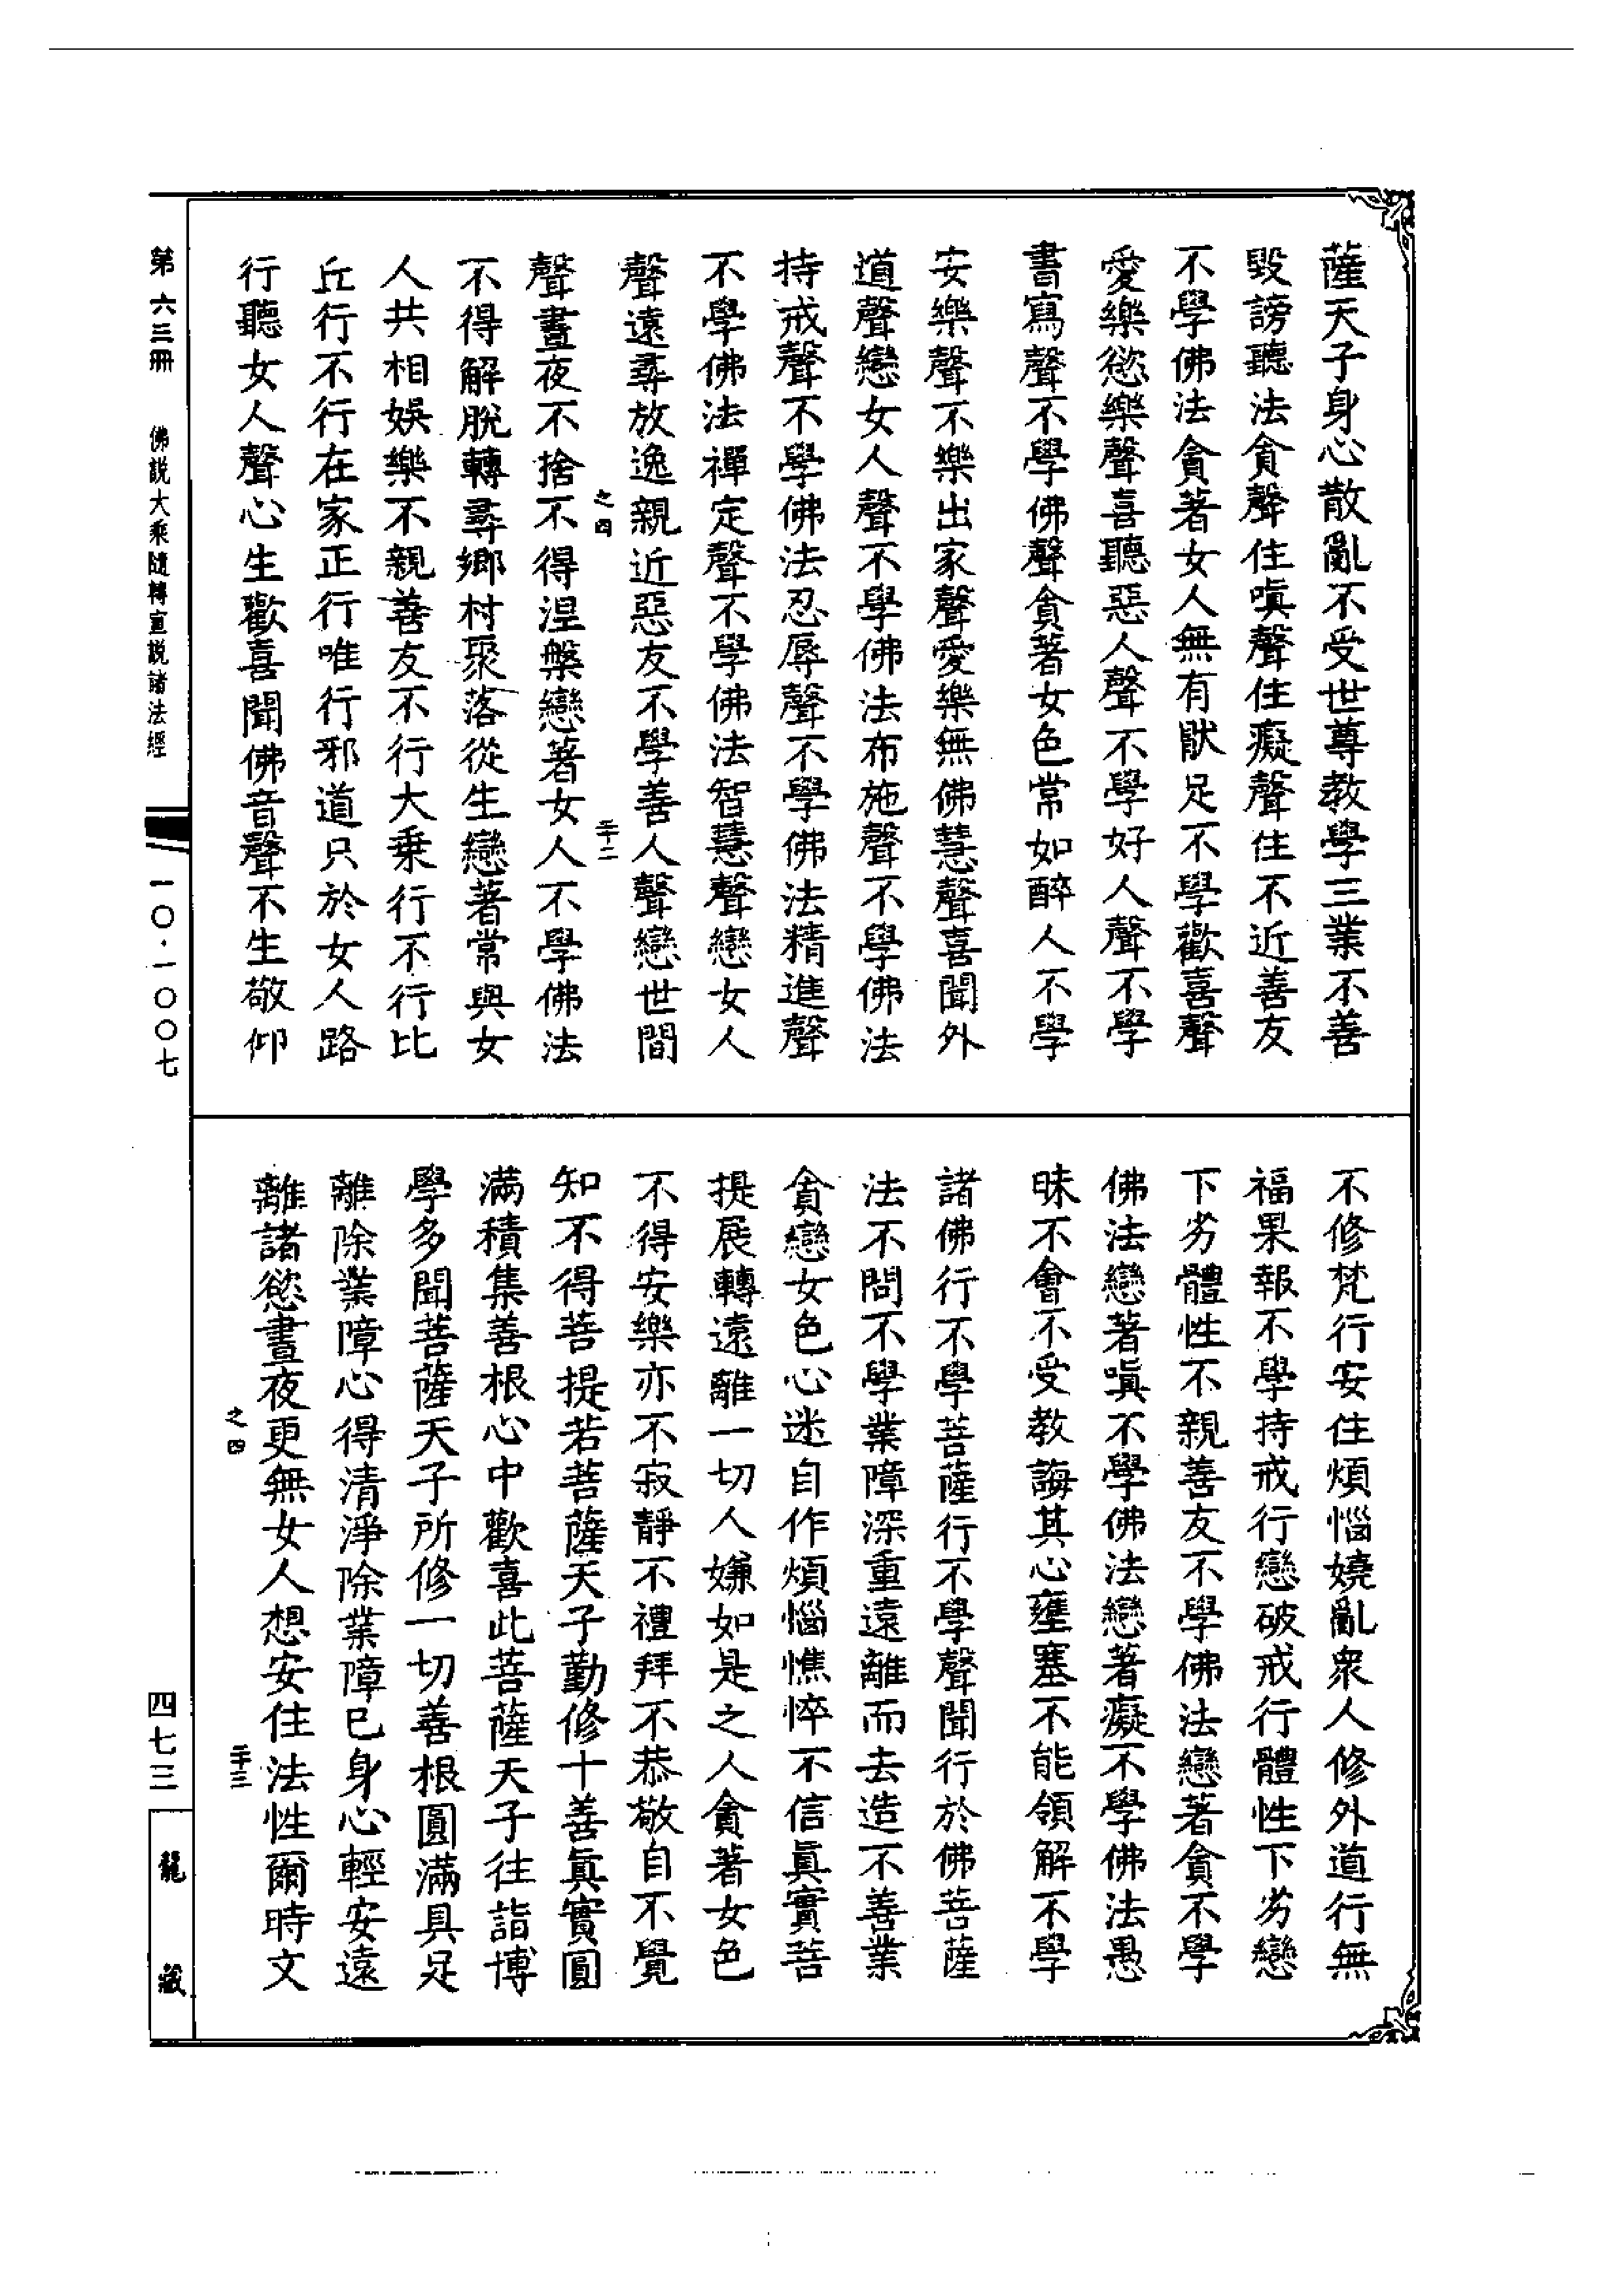 薩天子身心散亂不受世尊教學三業不善
毀謗聽法貪聲住嗔聲住癡聲住不近善友
不學佛法貪著女人無有猒足不學歡喜聲
愛樂慾樂聲喜聽惡人聲不學好人聲不學
書寫聲不學佛聲貪著女色常如醉人不學
安樂聲不樂出家聲愛樂無佛慧聲喜聞外
道聲戀女人聲不學佛法布施聲不學佛法
持戒聲不學佛法忍辱聲不學佛法精進聲
不學佛法禪定聲不學佛法智慧聲戀女人
聲遠尋放逸親近惡友不學善人聲戀世間
之四
二十二
聲晝夜不捨不得涅槃戀著女人不學佛法
不得解脫轉尋鄉村聚落從生戀著常與女
人共相娛樂不親善友不行大乘行不行比
丘行不行在家正行唯行邪道只於女人路
行聽女人聲心生歡喜聞佛音聲不生敬仰
不修梵行安住煩惱嬈亂衆人修外道行無
福果報不學持戒行戀破戒行體性下劣戀
下劣體性不親善友不學佛法戀著貪不學
佛法戀著嗔不學佛法戀著癡不學佛法愚
昧不會不受教誨其心壅塞不能領解不學
諸佛行不學菩薩行不學聲聞行於佛菩薩
法不問不學業障深重遠離而去造不善業
貪戀女色心迷自作煩惱憔悴不信眞實菩
提展轉遠離一切人嫌如是之人貪著女色
不得安樂亦不寂靜不禮拜不恭敬自不覺
知不得菩提若菩薩天子勤修十善眞實圓
滿積集善根心中歡喜此菩薩天子往詣博
學多聞菩薩天子所修一切善根圓滿具足
離除業障心得清淨除業障已身心輕安遠
離諸慾晝夜更無女人想安住法性爾時文
之四
二十三
第六三冊
佛説大乘隨轉宣説諸法經
一〇·一〇〇七
四七三
龍藏